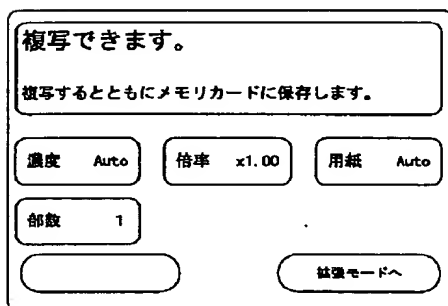 複写できます。
複写するとともにメモリカードに保存します。
濃度 Auto
倍率 x1.00
用紙 Auto
部数 1
拡張モードへ